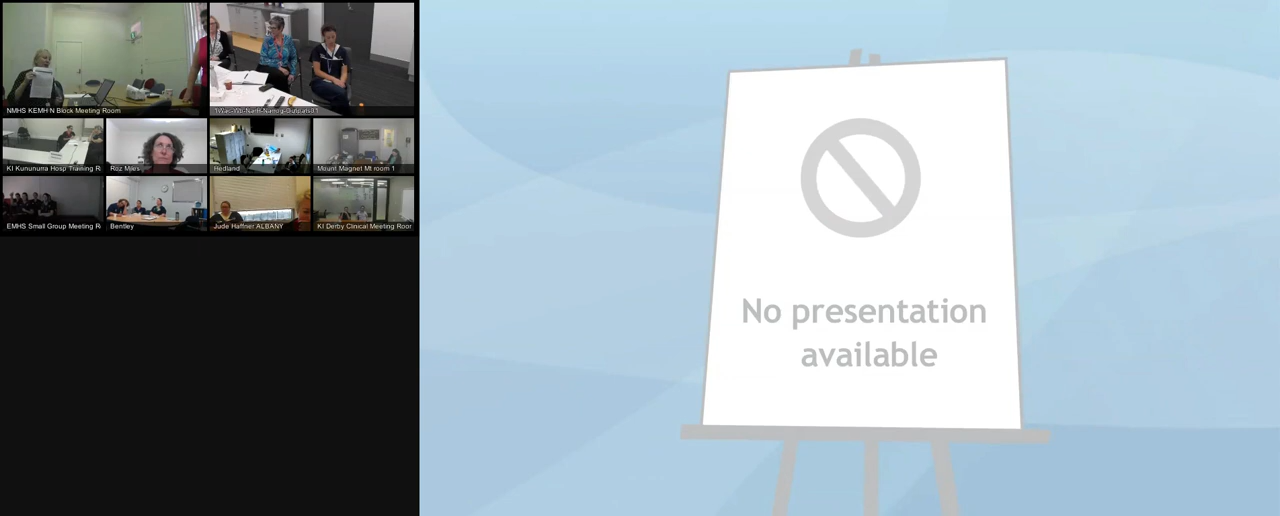 NMHS KEMH N Block Meeting Room
KI Kununurra Hosp Training R
Roz Miles
Hedland
Mount Magnet Mt room 1
EMHS Small Group Meeting R
Bentley
Jude Haffner ALBANY
KI Derby Clinical Meeting Roor
No presentation
available